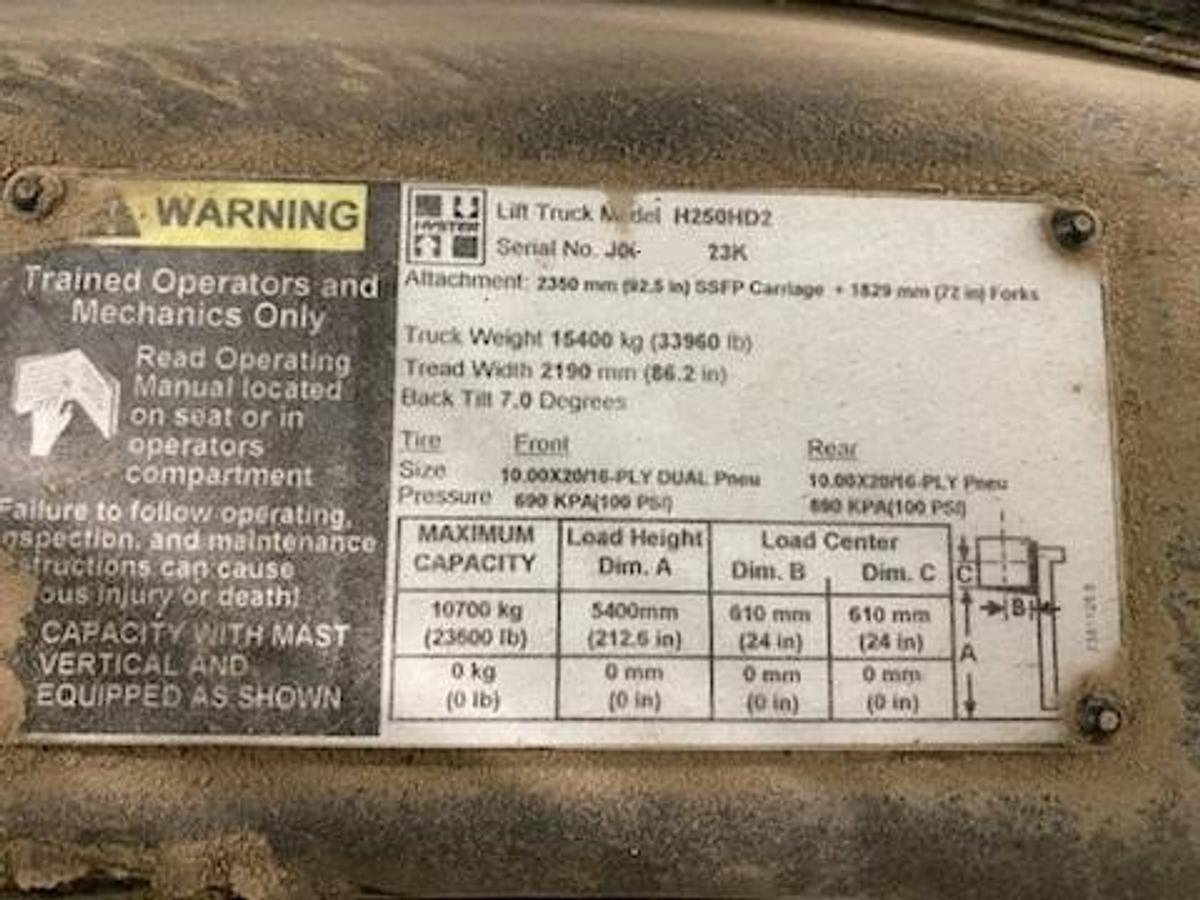 WARNING
Trained Operators and
Mechanics Only
Read Operating
Manual located
on seat or in
operators
compartment
Failure to follow operating,
nspection, and maintenance
structions can cause
ous injury or death!
CAPACITY WITH MAST
VERTICAL AND
EQUIPPED AS SHOWN
HYSTER
Lift Truck Model H250HD2
Serial No. J0 23K
Attachment: 2350 mm (92.5 in) SSFP Carriage + 1829 mm (72 in) Forks
Truck Weight 15400 kg (33960 lb)
Tread Width 2190 mm (86.2 in)
Back Tilt 7.0 Degrees
Tire Front Rear
Size 10.00X20/16-PLY DUAL Pneu 10.00X20/16-PLY Pneu
Pressure 690 KPA(100 PSI) 690 KPA(100 PSI)
MAXIMUM CAPACITY Load Height Dim. A Load Center Dim. B Dim. C
10700 kg 5400mm 610 mm 610 mm
(23600 lb) (212.6 in) (24 in) (24 in)
0 kg 0 mm 0 mm 0 mm
(0 lb) (0 in) (0 in) (0 in)
C
B
A